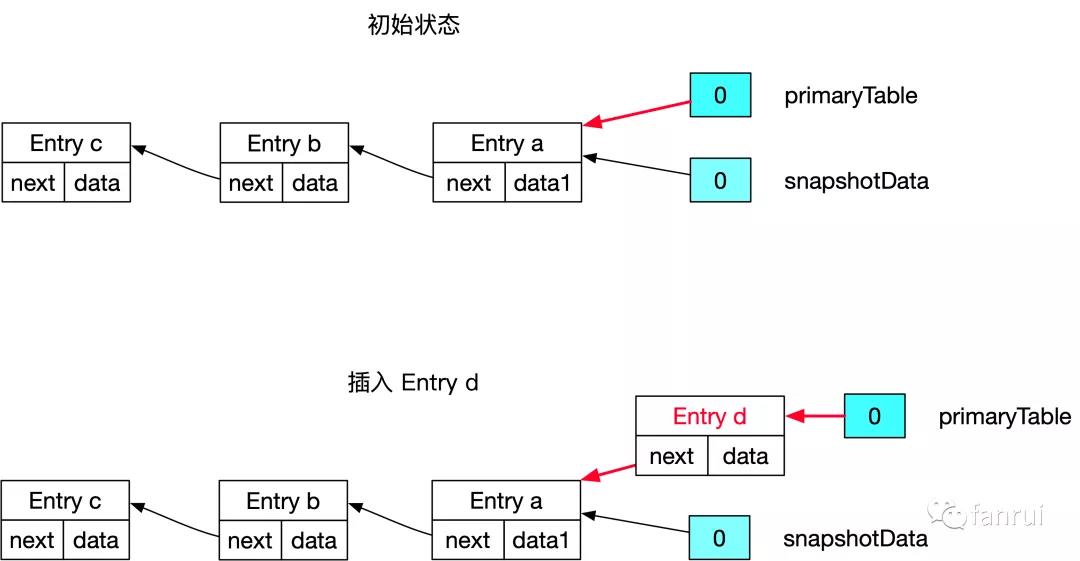 初始状态
0 primaryTable
Entry c Entry b Entry a
next data next data next data1
0 snapshotData
插入 Entry d
Entry d 0 primaryTable
next data
Entry c Entry b Entry a
next data next data next data1
0 snapshotData
fanrui